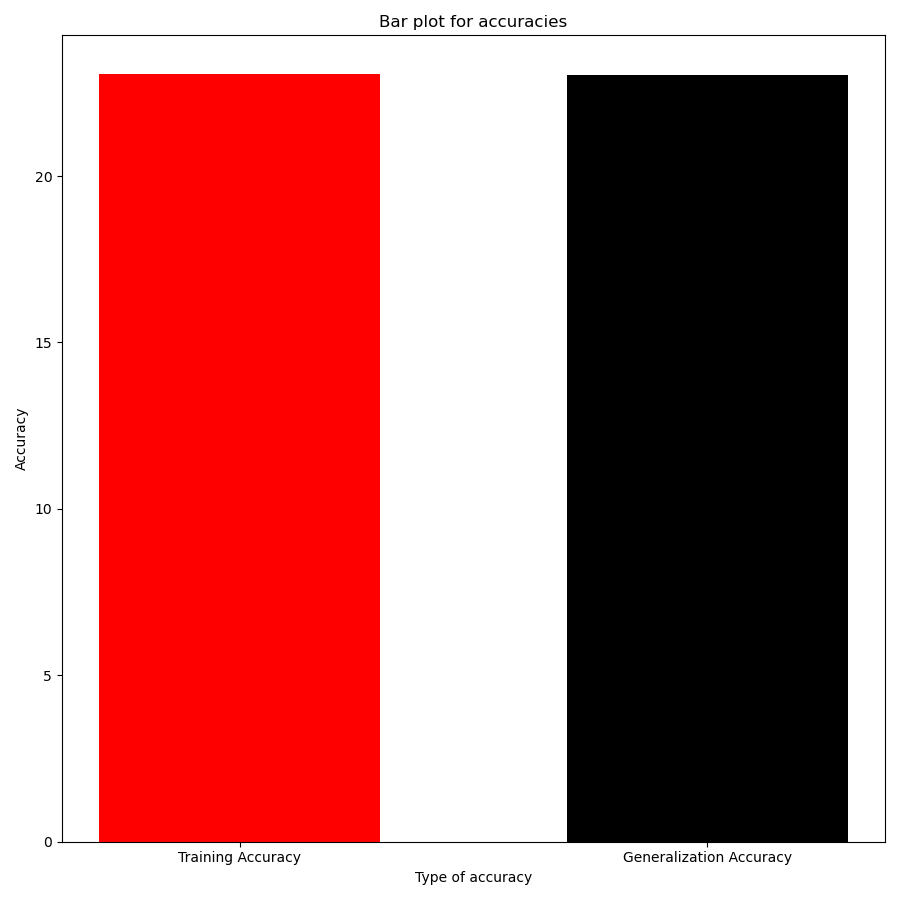 Bar plot for accuracies
20
15
10
5
0
Accuracy
Training Accuracy
Generalization Accuracy
Type of accuracy